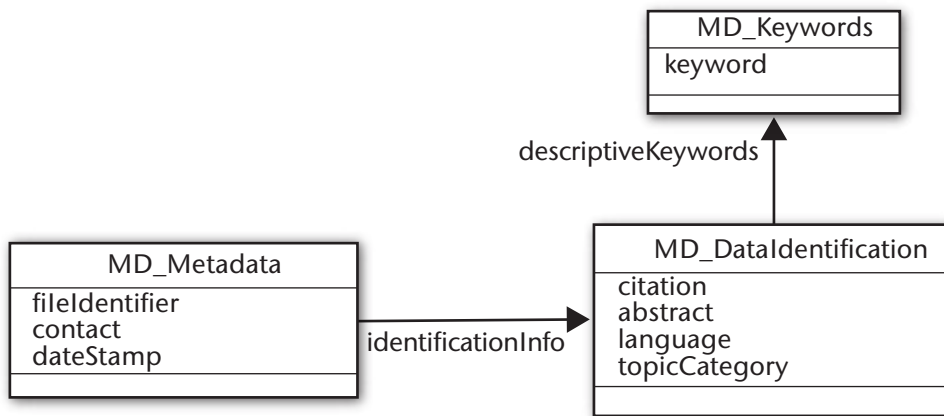 MD_Keywords
keyword
descriptiveKeywords
MD_Metadata
fileIdentifier
contact
dateStamp
identificationInfo
MD_DataIdentification
citation
abstract
language
topicCategory